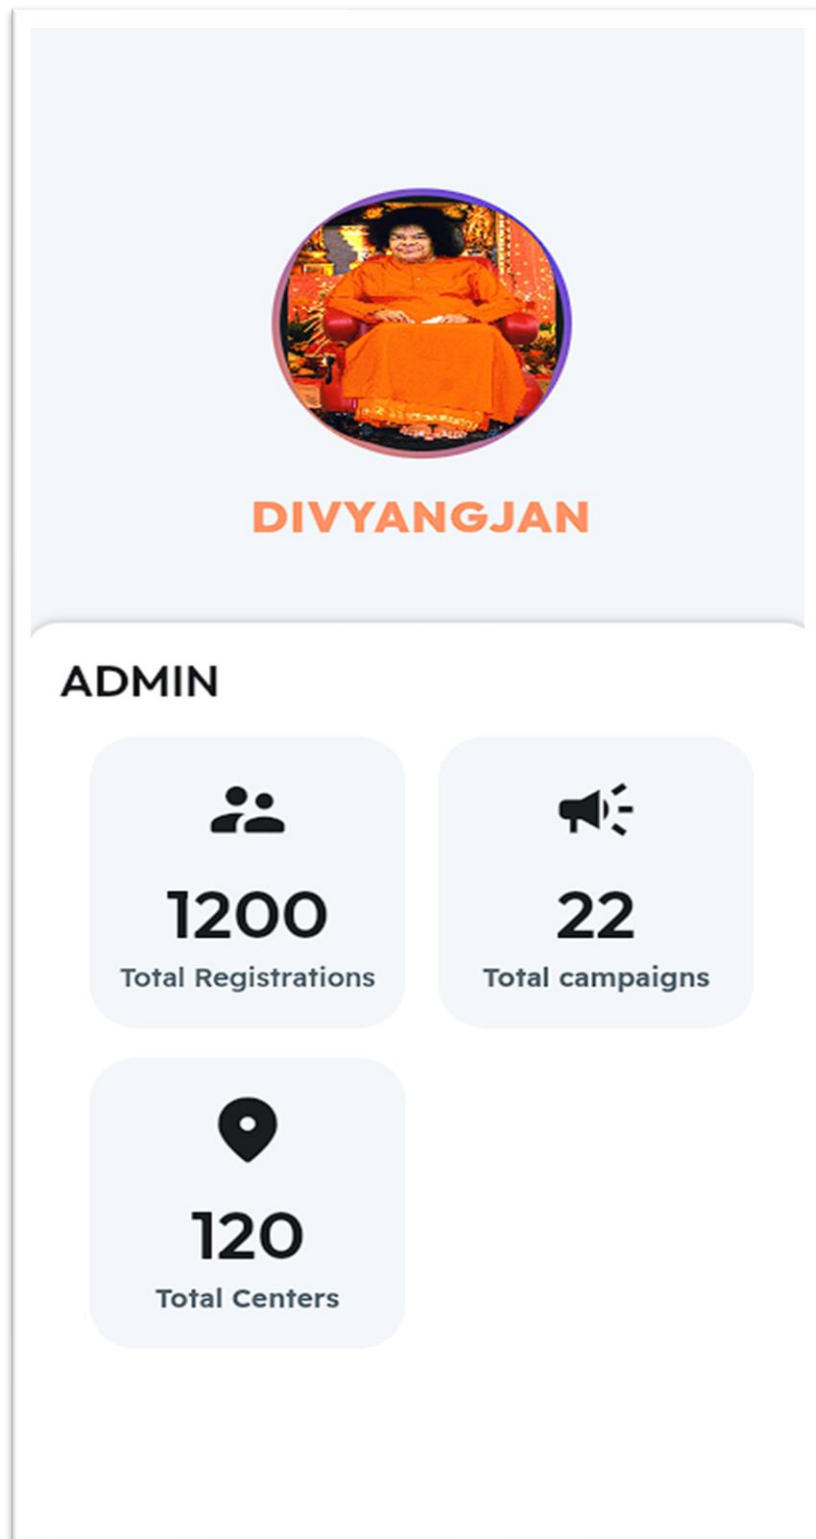 DIVYANGJAN
ADMIN
1200
Total Registrations
22
Total campaigns
120
Total Centers